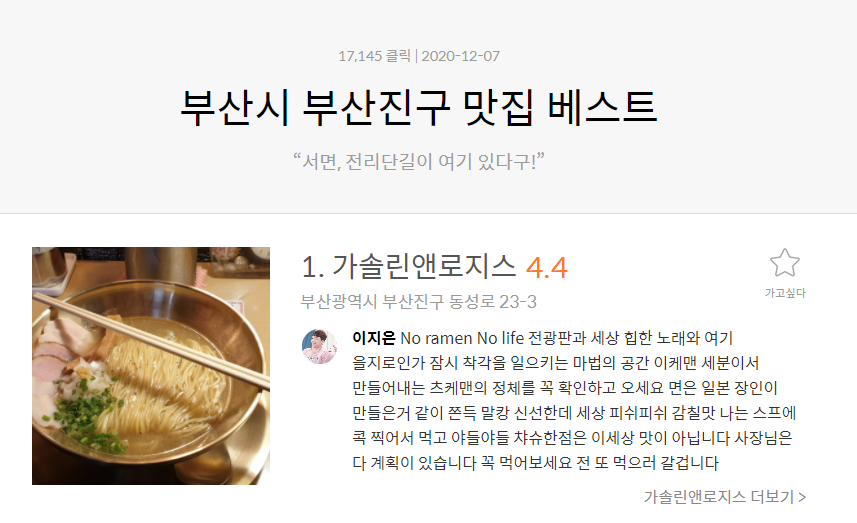 17,145 클릭 | 2020-12-07
부산시 부산진구 맛집 베스트
“서면, 전리단길이 여기 있다구!”
1. 가솔린앤로지스 4.4
가고싶다
부산광역시 부산진구 동성로 23-3
이지은 No ramen No life 전광판과 세상 힙한 노래와 여기
을지로인가 잠시 착각을 일으키는 마법의 공간 이케맨 세분이서
만들어내는 츠케맨의 정체를 꼭 확인하고 오세요 면은 일본 장인이
만들은거 같이 쫀득 말캉 신선한데 세상 피쉬피쉬 감칠맛 나는 스프에
콕 찍어서 먹고 야들야들 챠슈한점은 이세상 맛이 아닙니다 사장님은
다 계획이 있습니다 꼭 먹어보세요 전 또 먹으러 갈겁니다
가솔린앤로지스 더보기 >